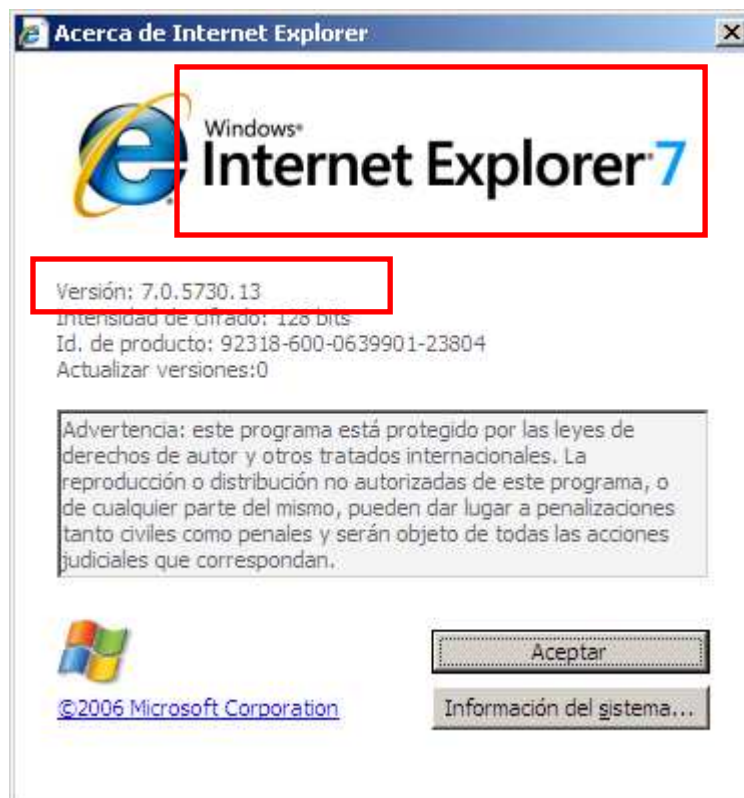 Acerca de Internet Explorer
Windows®
Internet Explorer 7
Versión: 7.0.5730.13
Intensidad de cifrado: 128 bits
Id. de producto: 92318-600-0639901-23804
Actualizar versiones:0
Advertencia: este programa está protegido por las leyes de
derechos de autor y otros tratados internacionales. La
reproducción o distribución no autorizadas de este programa, o
de cualquier parte del mismo, pueden dar lugar a penalizaciones
tanto civiles como penales y serán objeto de todas las acciones
judiciales que correspondan.
Aceptar
©2006 Microsoft Corporation
Información del sistema...